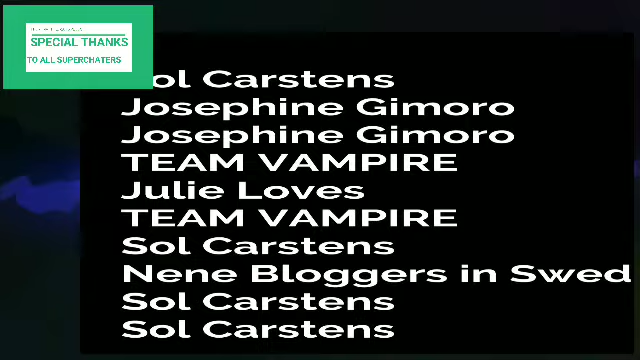 SPECIAL THANKS
TO ALL SUPERCHATERS
Sol Carstens
Josephine Gimoro
Josephine Gimoro
TEAM VAMPIRE
Julie Loves
TEAM VAMPIRE
Sol Carstens
Nene Bloggers in Swed
Sol Carstens
Sol Carstens